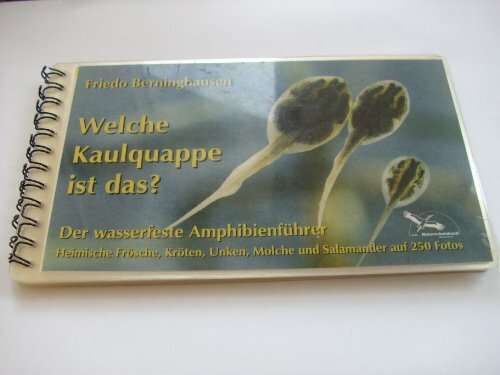 Friedo Berninghausen
Welche
Kaulquappe
ist das?
Der wasserfeste Amphibienführer
Heimische Frösche, Kröten, Unken, Molche und Salamander auf 250 Fotos